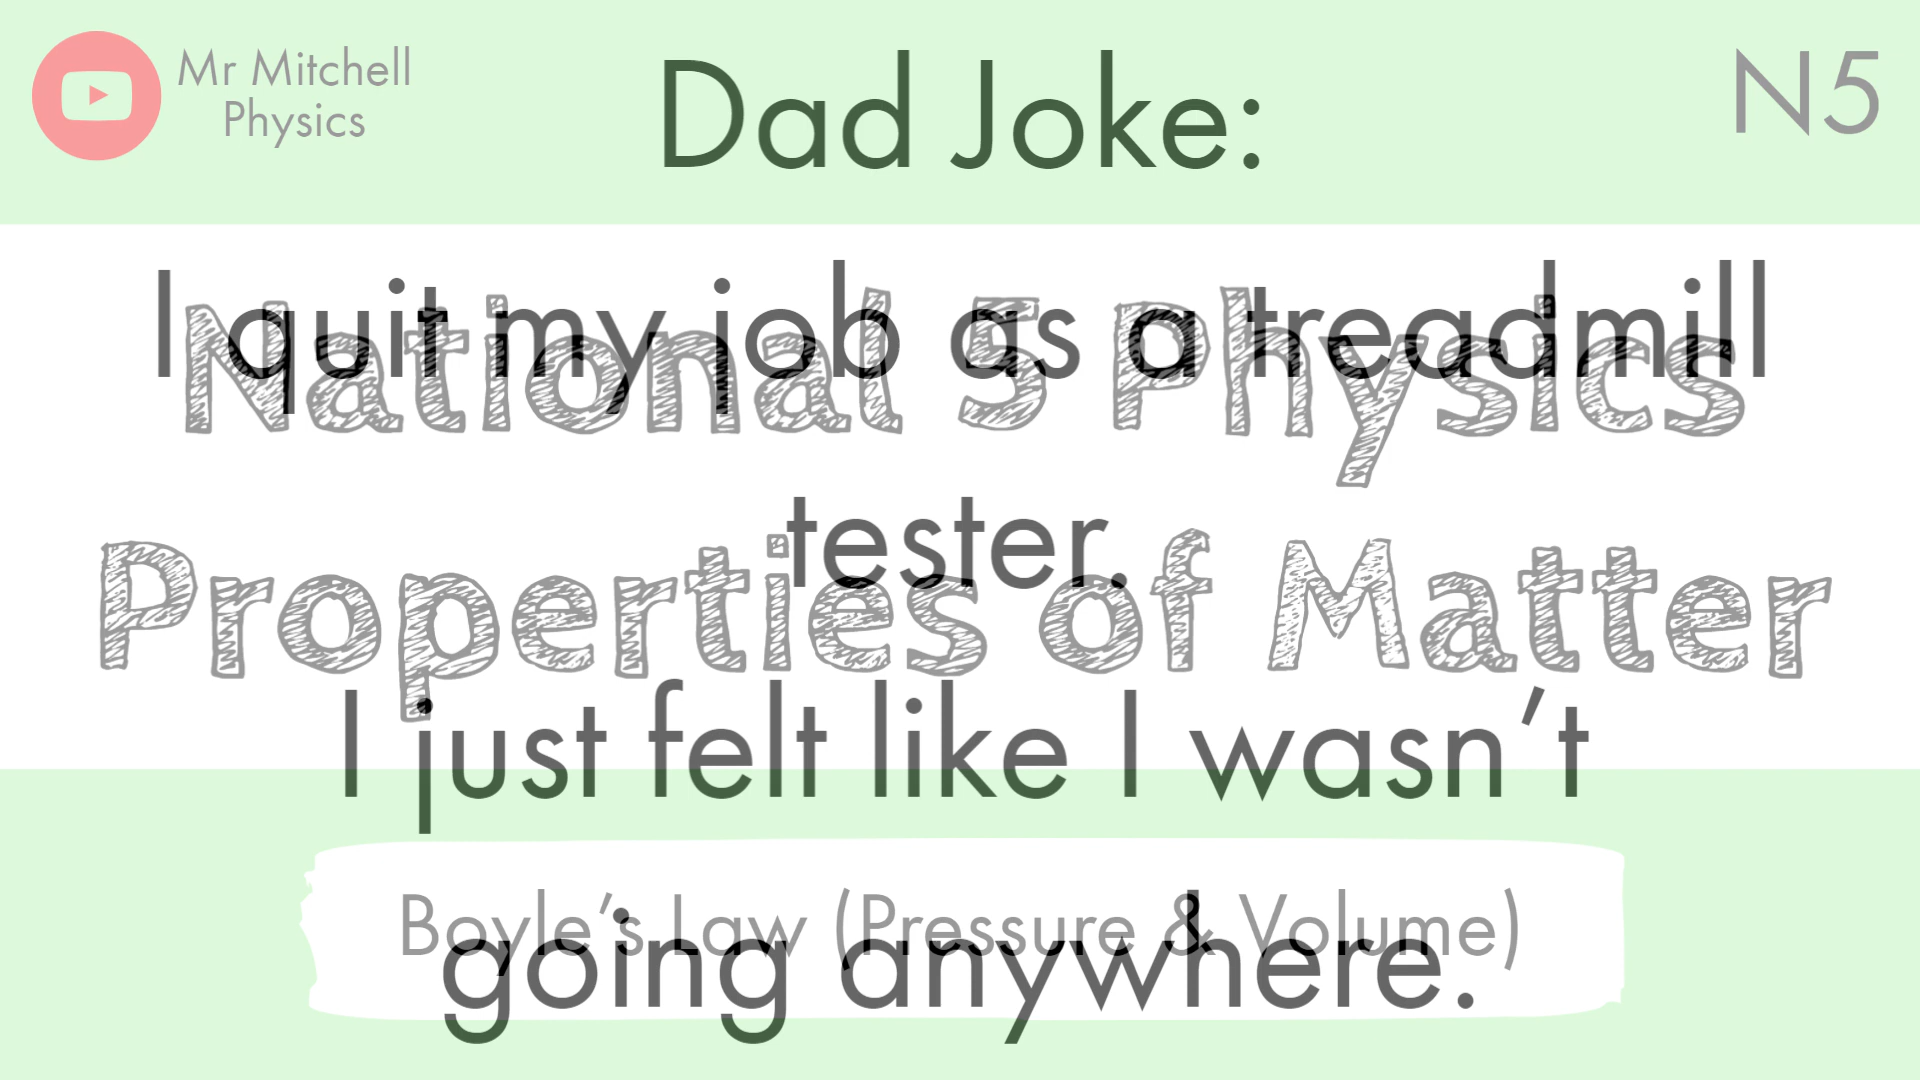 Mr Mitchell
Physics
Dad Joke:
N5
I quit my job as a treadmill
National 5 Physics
tester.
Properties of Matter
I just felt like I wasn’t
Boyle’s Law (Pressure & Volume)
going anywhere.